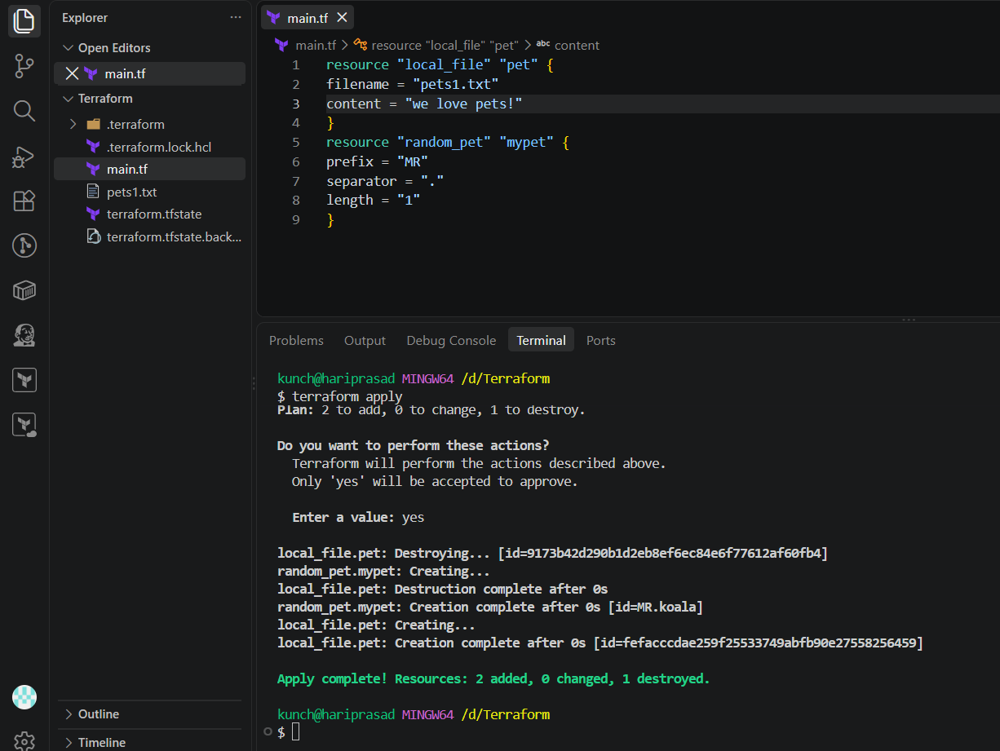 Explorer
Open Editors
main.tf
Terraform
.terraform
.terraform.lock.hcl
main.tf
pets1.txt
terraform.tfstate
terraform.tfstate.back...
Outline
Timeline
main.tf
main.tf > resource "local_file" "pet" > abc content
1 resource "local_file" "pet" {
2 filename = "pets1.txt"
3 content = "we love pets!"
4 }
5 resource "random_pet" "mypet" {
6 prefix = "MR"
7 separator = "."
8 length = "1"
9 }
Problems Output Debug Console Terminal Ports
kunch@hariprasad MINGW64 /d/Terraform
$ terraform apply
Plan: 2 to add, 0 to change, 1 to destroy.
Do you want to perform these actions?
Terraform will perform the actions described above.
Only 'yes' will be accepted to approve.
Enter a value: yes
local_file.pet: Destroying... [id=9173b42d290b1d2eb8ef6ec84e6f77612af60fb4]
random_pet.mypet: Creating...
local_file.pet: Destruction complete after 0s
random_pet.mypet: Creation complete after 0s [id=MR.koala]
local_file.pet: Creating...
local_file.pet: Creation complete after 0s [id=fefacccdae259f25533749abfb90e27558256459]
Apply complete! Resources: 2 added, 0 changed, 1 destroyed.
kunch@hariprasad MINGW64 /d/Terraform
$